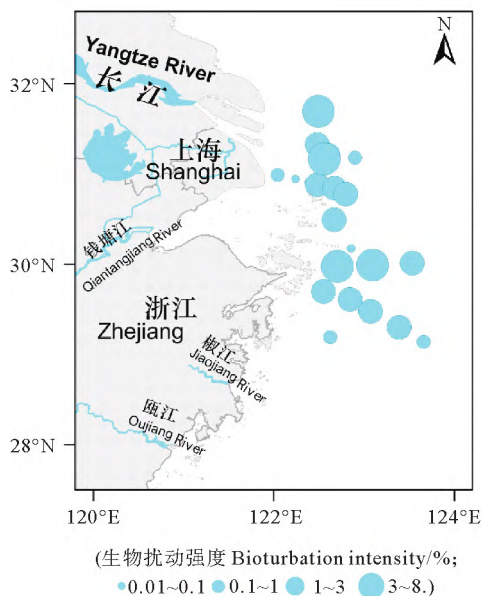 N
32°N
Yangtze River
长江
上海
Shanghai
钱塘江
Qiantangjiang River
30°N
浙江
Zhejiang
椒江
Jiaojiang River
瓯江
Oujiang River
28°N
120°E 122°E 124°E
(生物扰动强度 Bioturbation intensity/%;
0.01~0.1 0.1~1 1~3 3~8.)